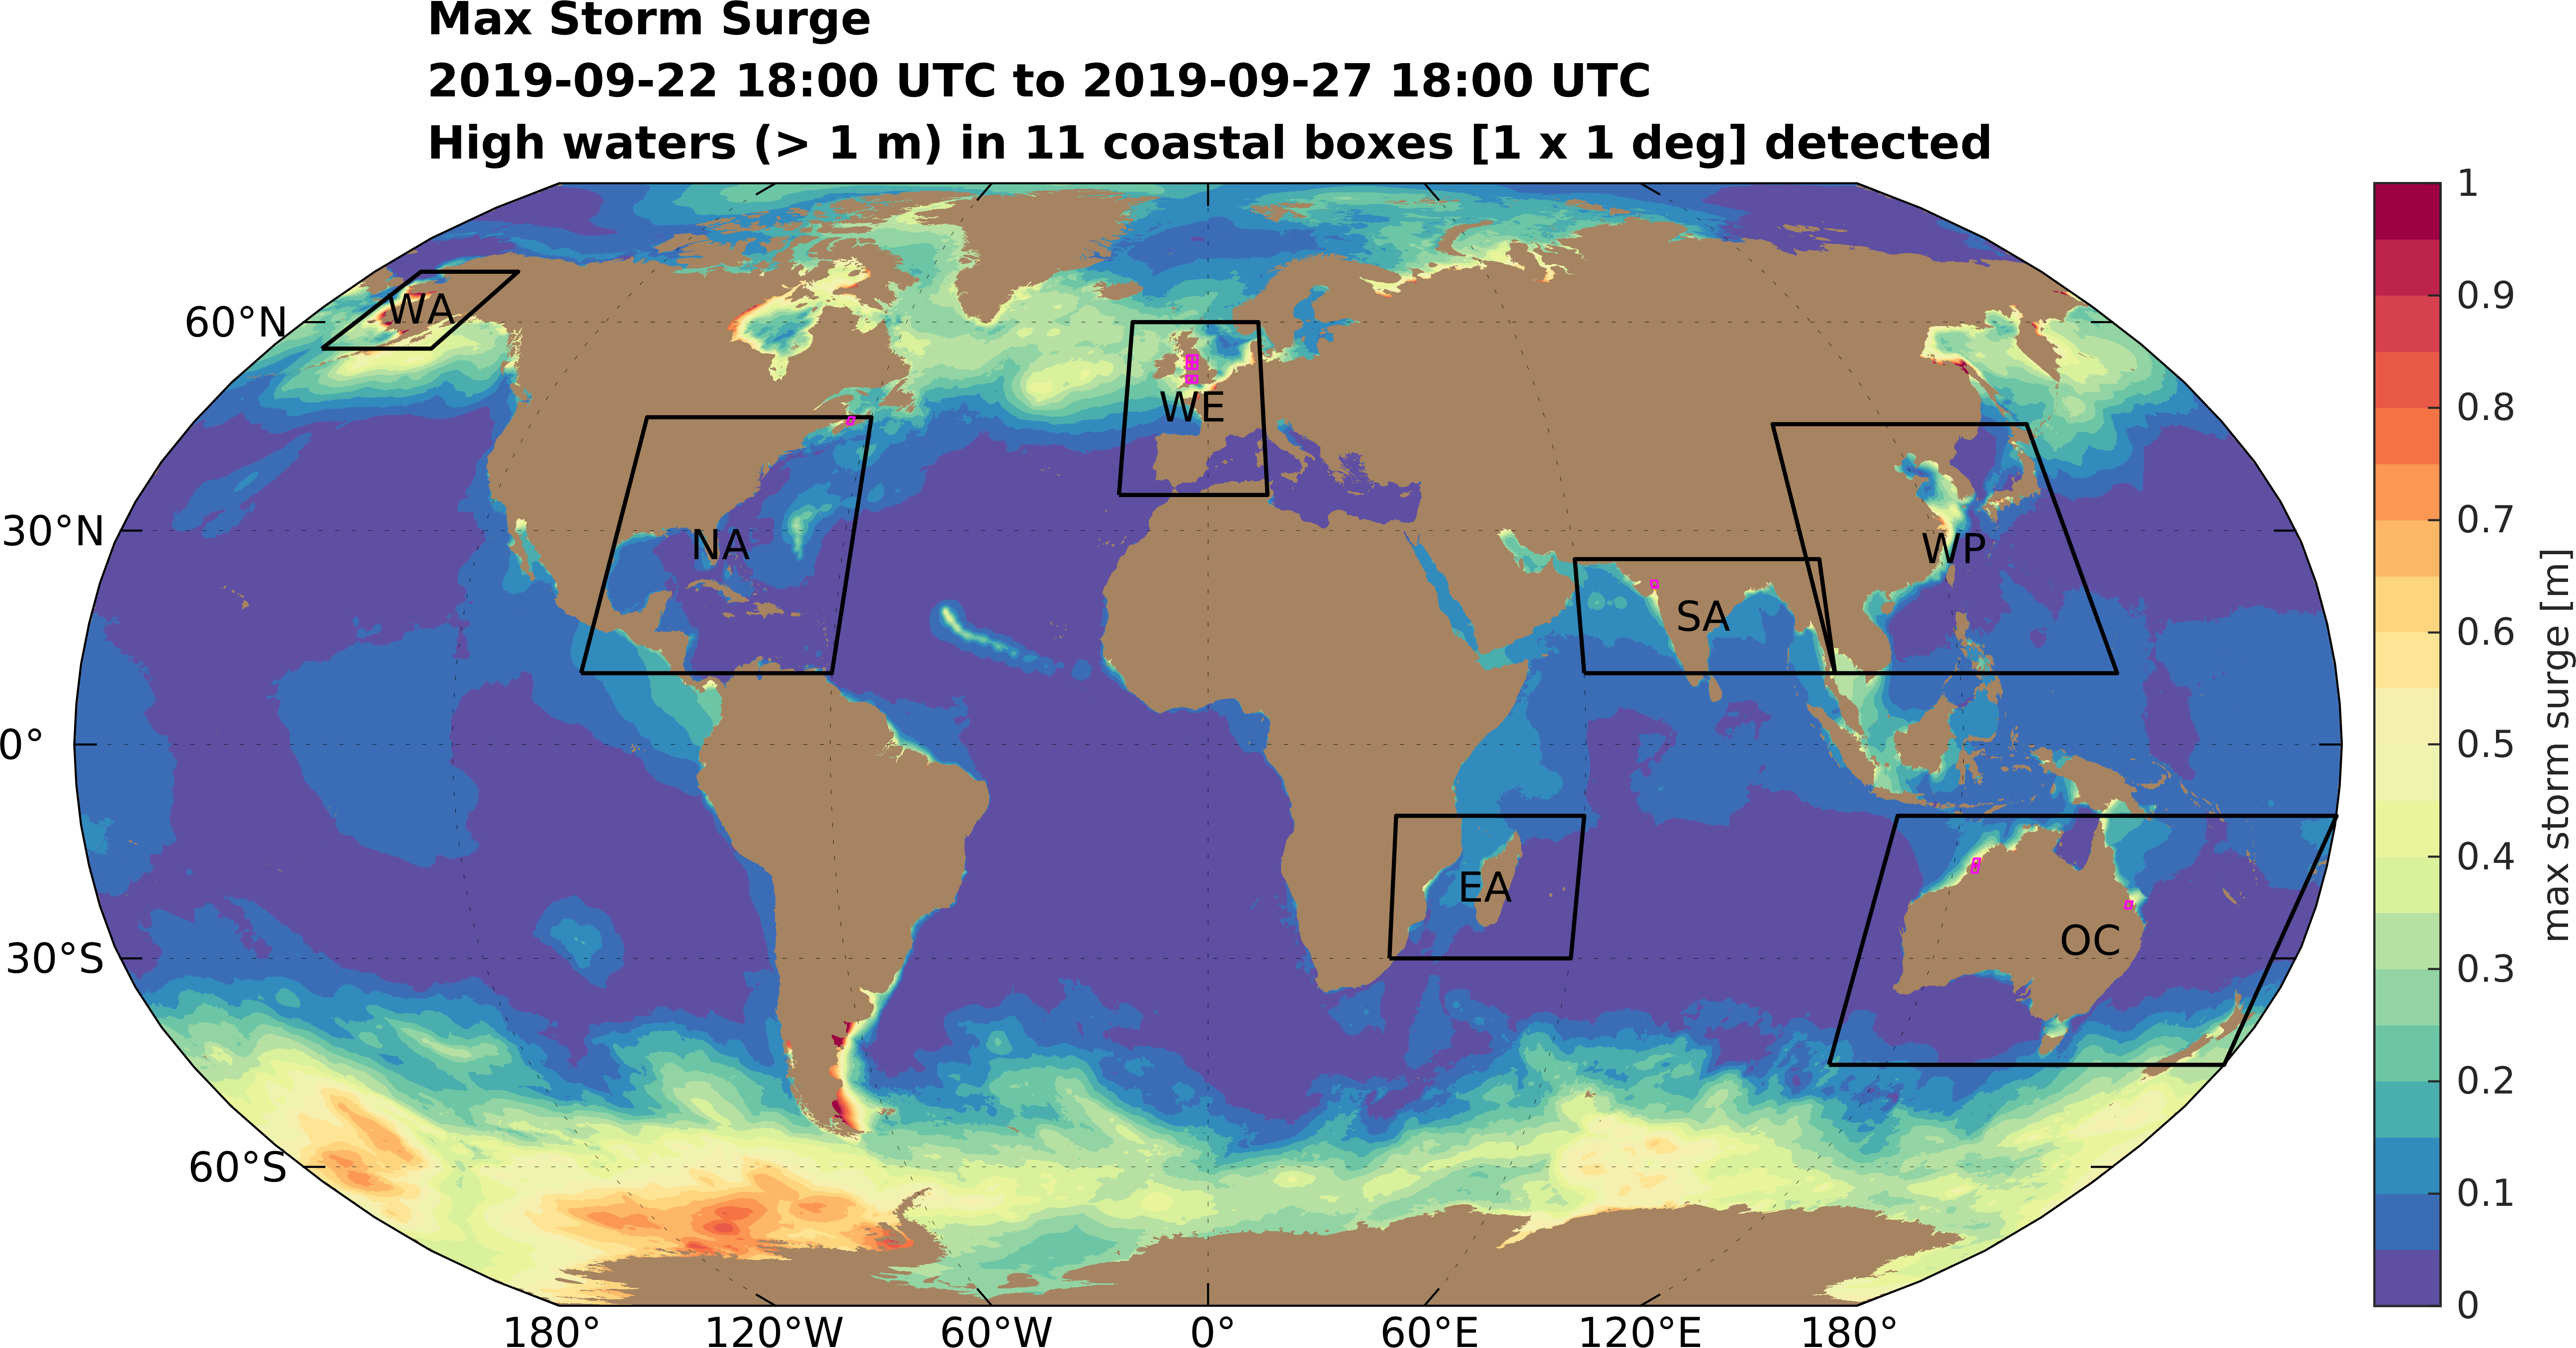 Max Storm Surge
2019-09-22 18:00 UTC to 2019-09-27 18:00 UTC
High waters (> 1 m) in 11 coastal boxes [1 x 1 deg] detected
60°N
30°N
0°
30°S
60°S
WA
NA
WE
SA
WP
EA
OC
180°
120°W
60°W
0°
60°E
120°E
180°
1
0.9
0.8
0.7
0.6
0.5
0.4
0.3
0.2
0.1
0
max storm surge [m]